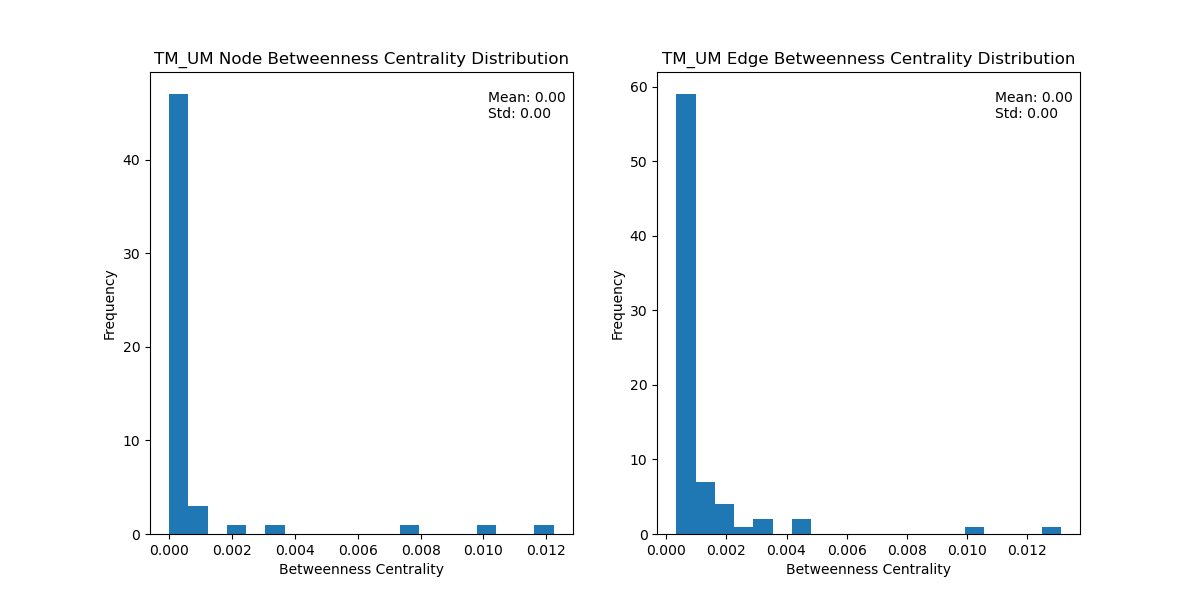 TM_UM Node Betweenness Centrality Distribution
Mean: 0.00
Std: 0.00
40
30
20
10
0
Frequency
0.000 0.002 0.004 0.006 0.008 0.010 0.012
Betweenness Centrality
TM_UM Edge Betweenness Centrality Distribution
Mean: 0.00
Std: 0.00
60
50
40
30
20
10
0
Frequency
0.000 0.002 0.004 0.006 0.008 0.010 0.012
Betweenness Centrality